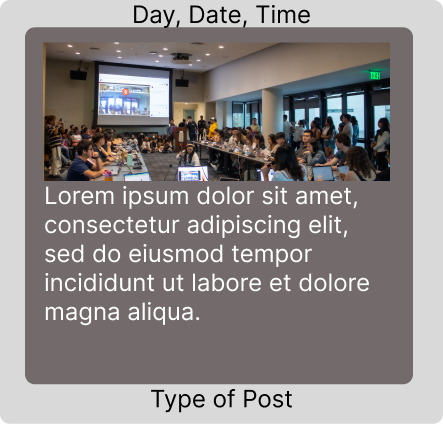 Day, Date, Time
Lorem ipsum dolor sit amet,
consectetur adipiscing elit,
sed do eiusmod tempor
incididunt ut labore et dolore
magna aliqua.
Type of Post